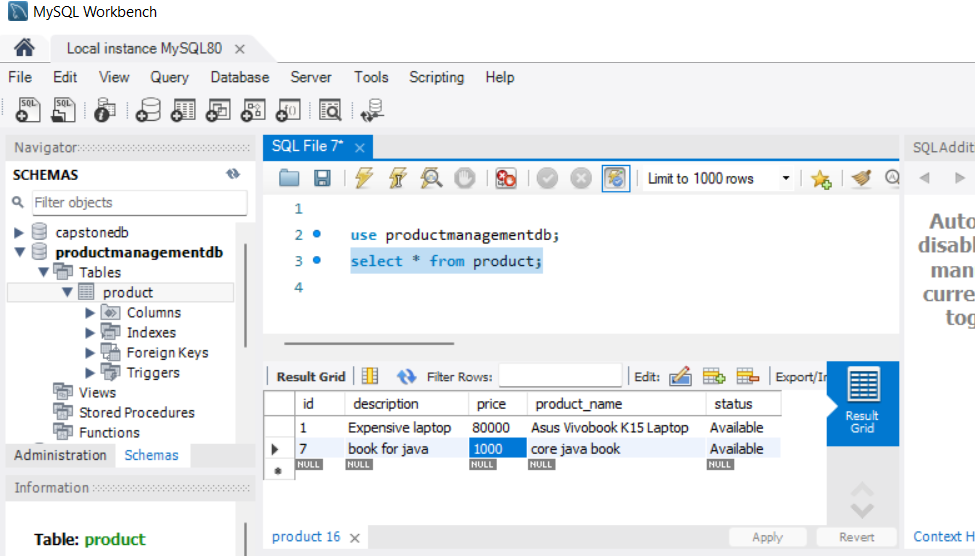 MySQL Workbench
Local instance MySQL80
File Edit View Query Database Server Tools Scripting Help
Navigator
SCHEMAS
Filter objects
capstonedb
productmanagementdb
Tables
product
Columns
Indexes
Foreign Keys
Triggers
Views
Stored Procedures
Functions
Administration Schemas
Information
Table: product
SQL File 7*
Limit to 1000 rows
1
2 use productmanagementdb;
3 select * from product;
4
Result Grid Filter Rows: Edit: Export/Im
id description price product_name status
1 Expensive laptop 80000 Asus Vivobook K15 Laptop Available
7 book for java 1000 core java book Available
NULL NULL NULL NULL NULL
Result
Grid
product 16
Apply Revert
SQLAddit
Auto
disabl
man
curre
tog
Context H